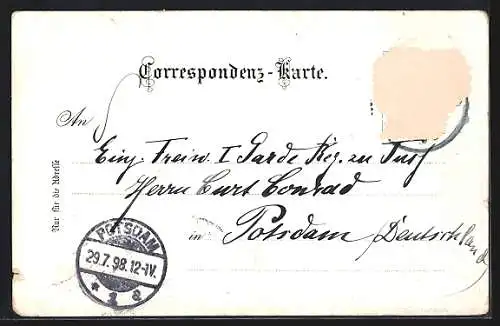 Correspondenz-Karte.
An
Einj. Freiw. I Garde Reg. zu Fuß
Herrn Curt Conrad
in Potsdam (Deutschland)
Nur für die Adresse
POTSDAM
29.7.98.12-1V.
* 1 a